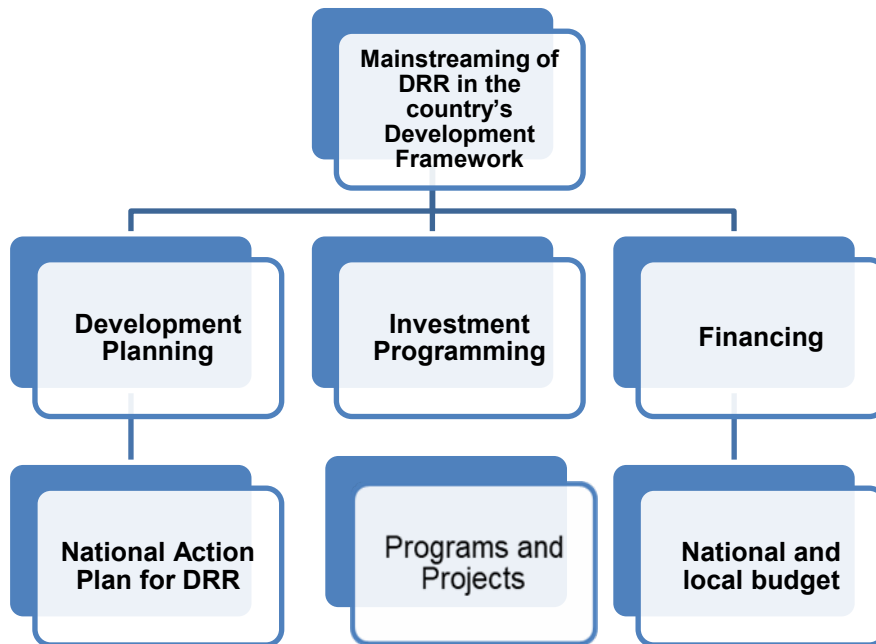 Mainstreaming of
DRR in the
country’s
Development
Framework
Development
Planning
Investment
Programming
Financing
National Action
Plan for DRR
Programs and
Projects
National and
local budget